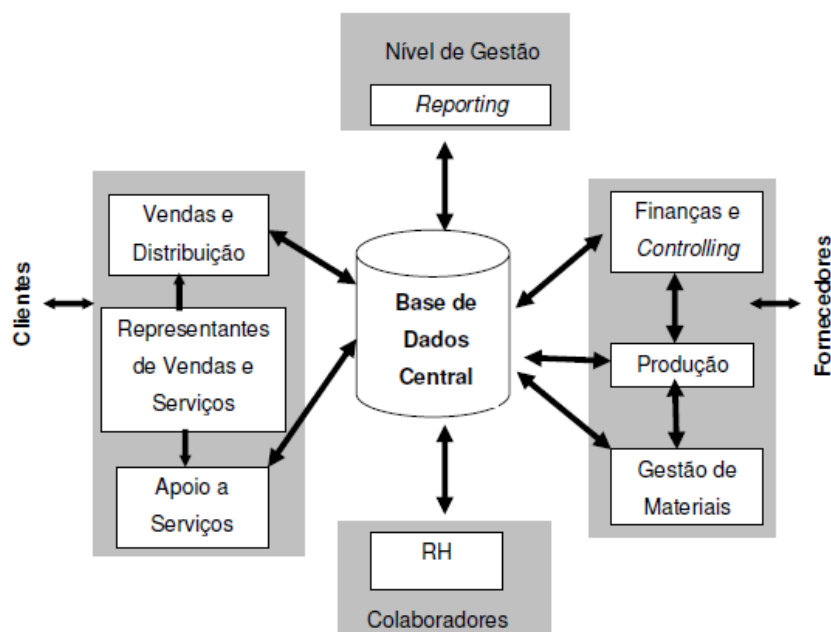 Nível de Gestão
Reporting
Clientes
Vendas e
Distribuição
Representantes
de Vendas e
Serviços
Apoio a
Serviços
Base de
Dados
Central
Finanças e
Controlling
Produção
Gestão de
Materiais
Fornecedores
RH
Colaboradores